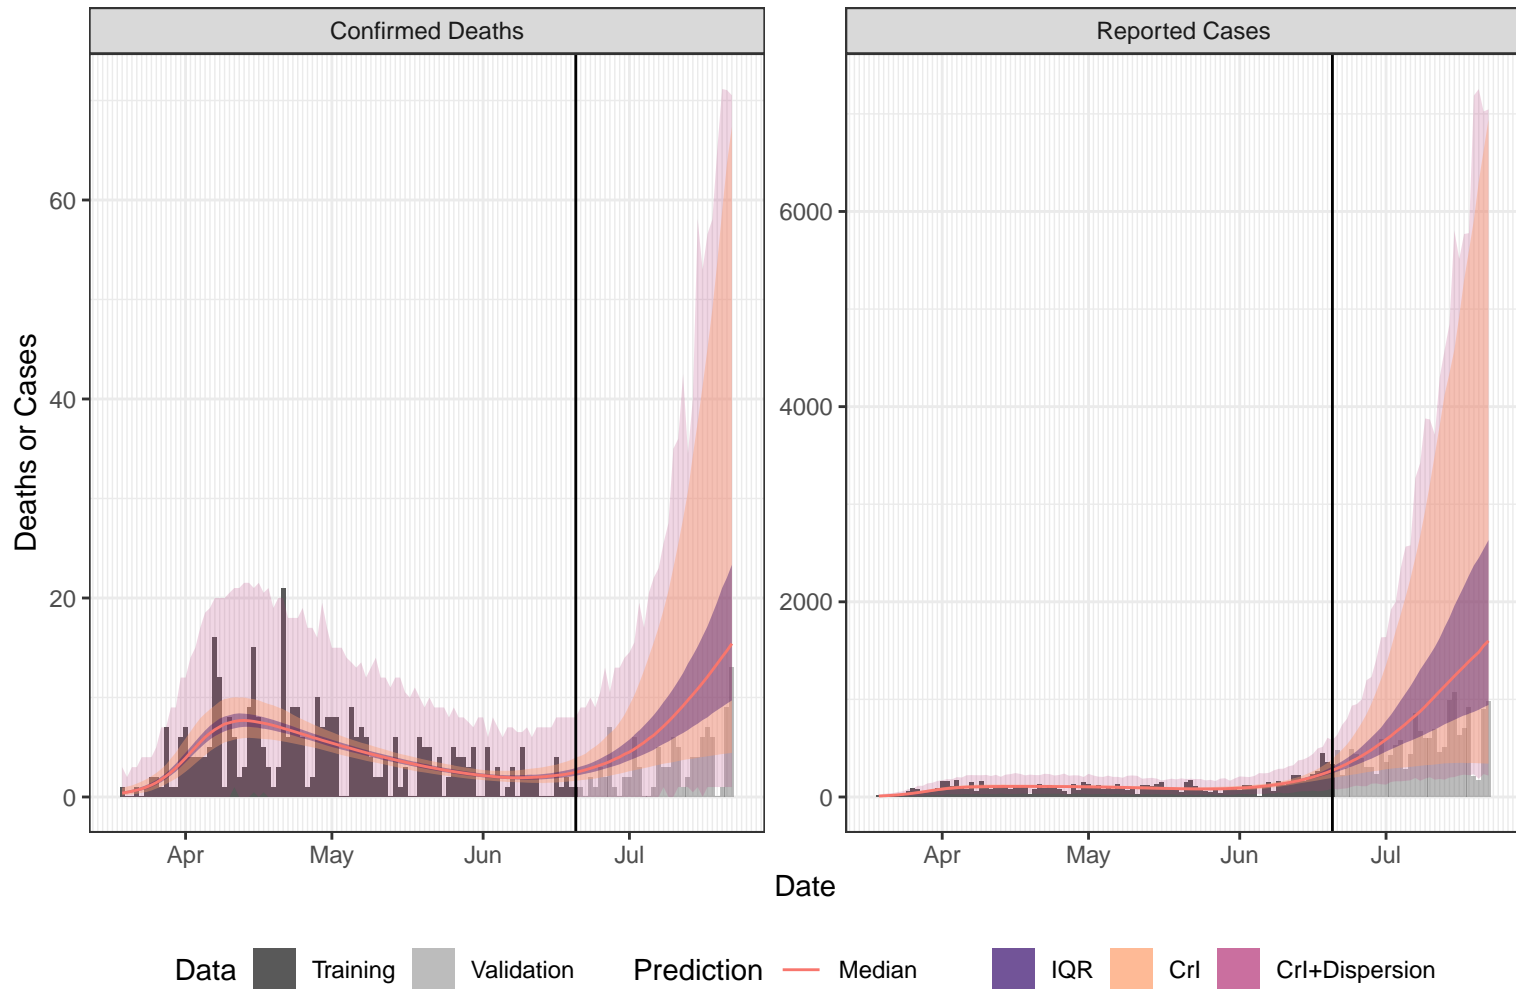 Confirmed Deaths
Reported Cases
Deaths or Cases
60
40
20
0
6000
4000
2000
0
Apr
May
Jun
Jul
Apr
May
Jun
Jul
Date
Data Training Validation Prediction Median IQR CrI CrI+Dispersion